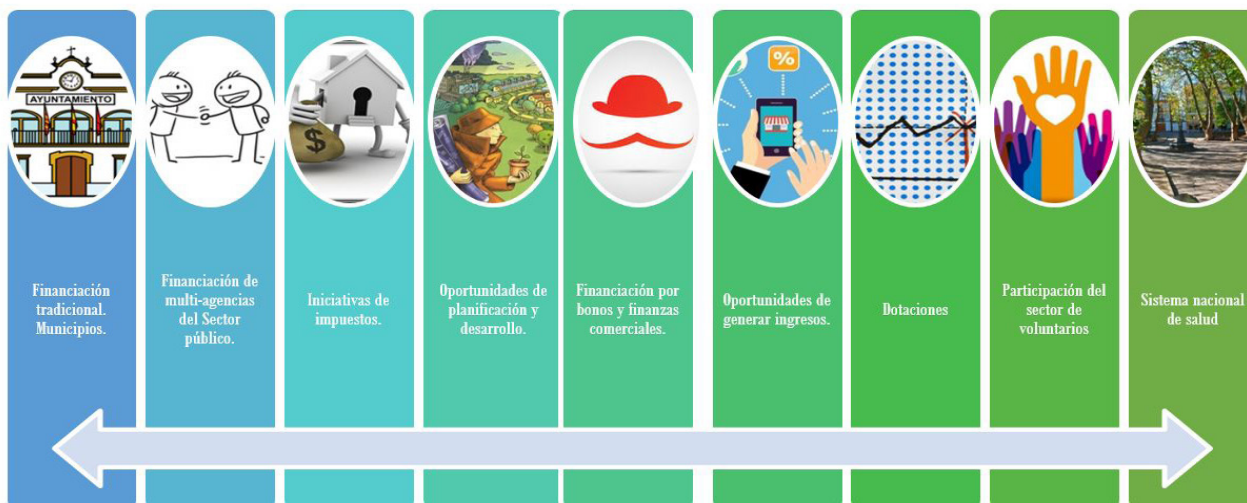 AYUNTAMIENTO
$
%
Financiación
tradicional.
Municipios.
Financiación de
multi-agencias
del Sector
público.
Iniciativas de
impuestos.
Oportunidades de
planificación y
desarrollo.
Financiación por
bonos y finanzas
comerciales.
Oportunidades de
generar ingresos.
Dotaciones
Participación del
sector de
voluntarios
Sistema nacional
de salud